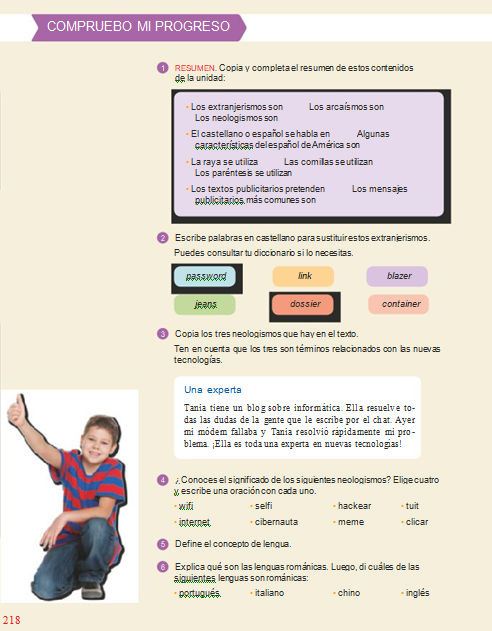 COMPRUEBO MI PROGRESO
1 RESUMEN. Copia y completa el resumen de estos contenidos
de la unidad:
• Los extranjerismos son Los arcaísmos son
Los neologismos son
• El castellano o español se habla en Algunas
características del español de América son
• La raya se utiliza Las comillas se utilizan
Los paréntesis se utilizan
• Los textos publicitarios pretenden Los mensajes
publicitarios más comunes son
2 Escribe palabras en castellano para sustituir estos extranjerismos.
Puedes consultar tu diccionario si lo necesitas.
password link blazer
jeans dossier container
3 Copia los tres neologismos que hay en el texto.
Ten en cuenta que los tres son términos relacionados con las nuevas
tecnologías.
Una experta
Tania tiene un blog sobre informática. Ella resuelve to-
das las dudas de la gente que le escribe por el chat. Ayer
mi módem fallaba y Tania resolvió rápidamente mi pro-
blema. ¡Ella es toda una experta en nuevas tecnologías!
4 ¿Conoces el significado de los siguientes neologismos? Elige cuatro
y escribe una oración con cada uno.
• wifi • selfi • hackear • tuit
• internet • cibernauta • meme • clicar
5 Define el concepto de lengua.
6 Explica qué son las lenguas románicas. Luego, di cuáles de las
siguientes lenguas son románicas:
• portugués • italiano • chino • inglés
218